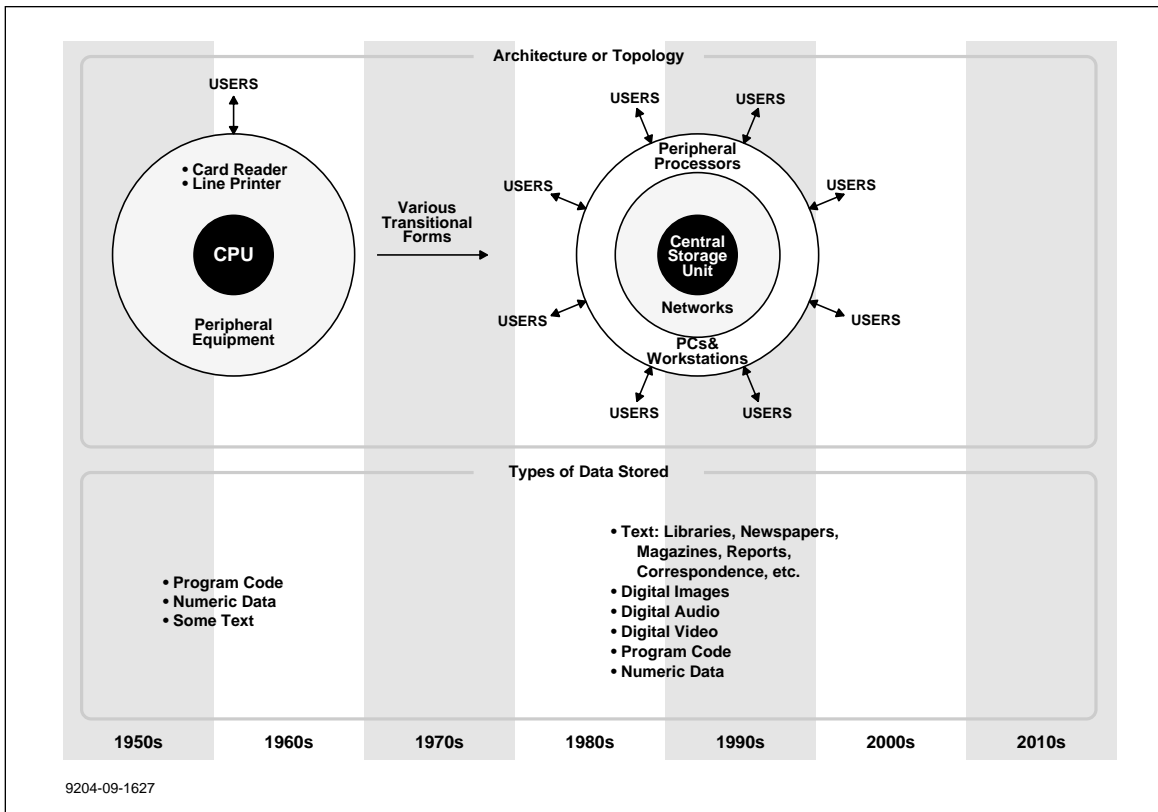 Architecture or Topology
USERS
• Card Reader
• Line Printer
CPU
Peripheral
Equipment
Various
Transitional
Forms
USERS
USERS
USERS
USERS
Peripheral
Processors
Central
Storage
Unit
Networks
PCs&
Workstations
USERS
USERS
USERS
USERS
Types of Data Stored
• Program Code
• Numeric Data
• Some Text
• Text: Libraries, Newspapers,
Magazines, Reports,
Correspondence, etc.
• Digital Images
• Digital Audio
• Digital Video
• Program Code
• Numeric Data
1950s 1960s 1970s 1980s 1990s 2000s 2010s
9204-09-1627